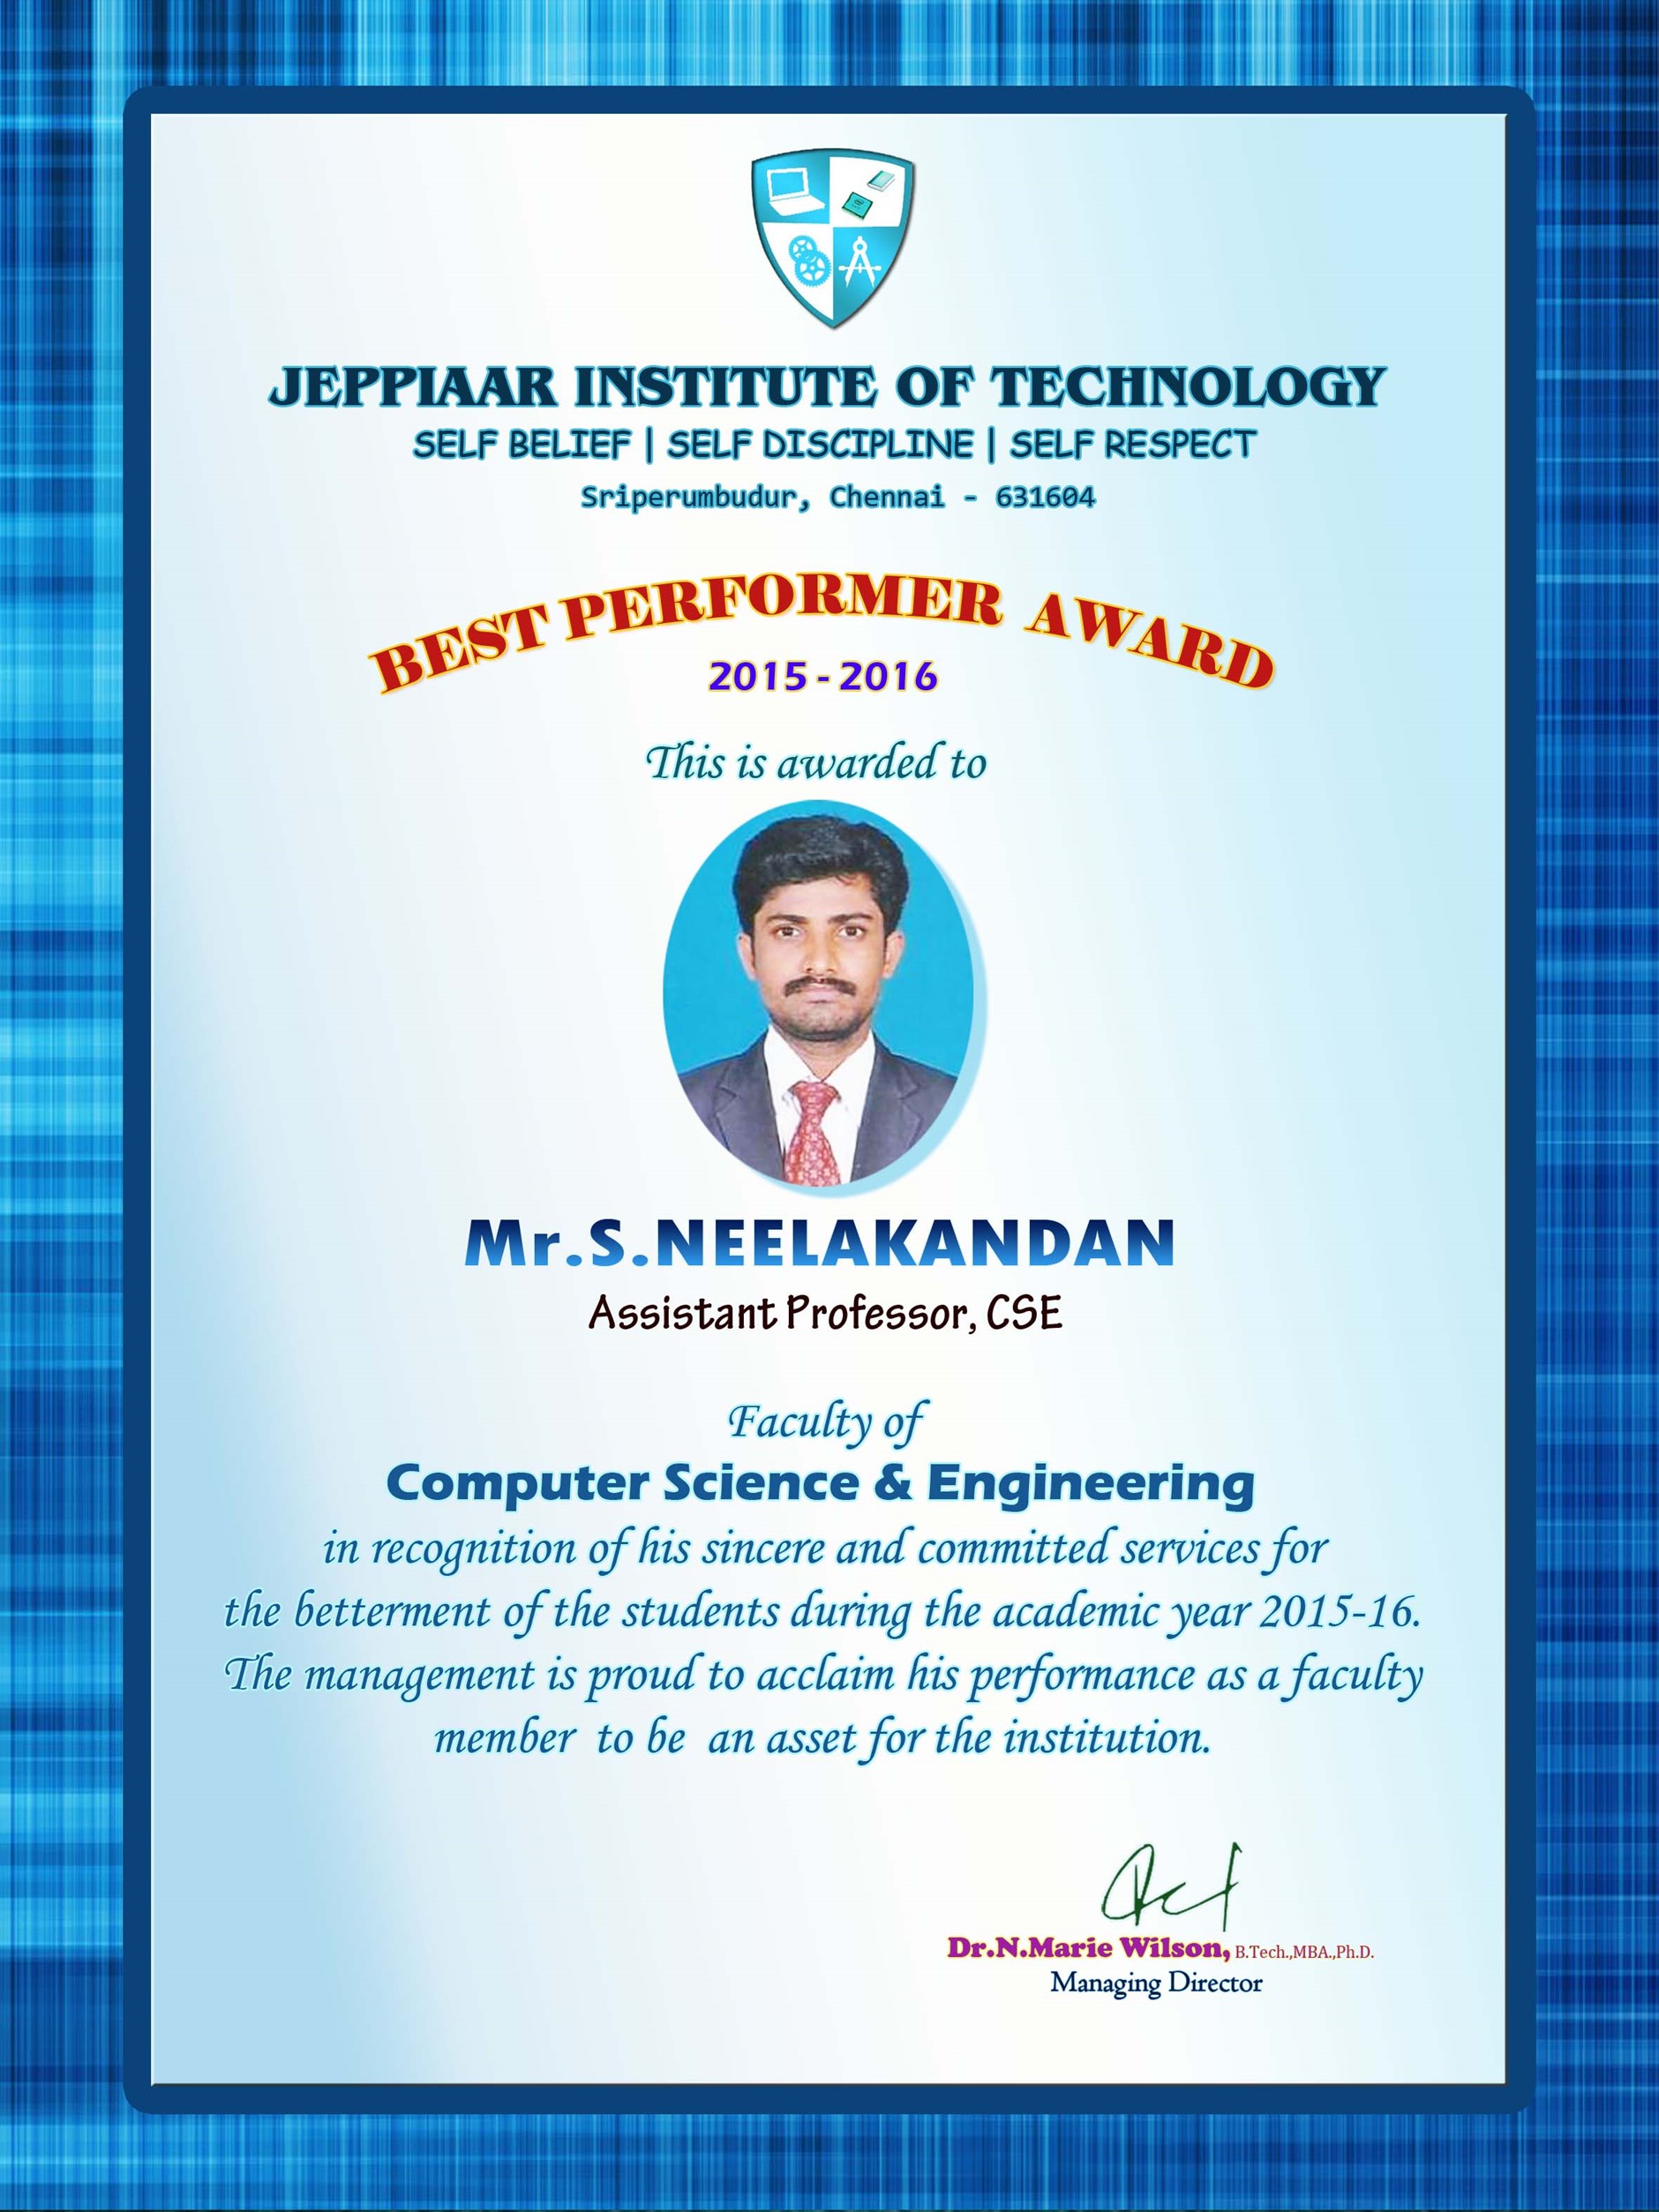 JEPPIAAR INSTITUTE OF TECHNOLOGY
SELF BELIEF | SELF DISCIPLINE | SELF RESPECT
Sriperumbudur, Chennai - 631604
BEST PERFORMER AWARD
2015 - 2016
This is awarded to
Mr.S.NEELAKANDAN
Assistant Professor, CSE
Faculty of
Computer Science & Engineering
in recognition of his sincere and committed services for
the betterment of the students during the academic year 2015-16.
The management is proud to acclaim his performance as a faculty
member to be an asset for the institution.
Dr.N.Marie Wilson, B.Tech.,MBA.,Ph.D.
Managing Director